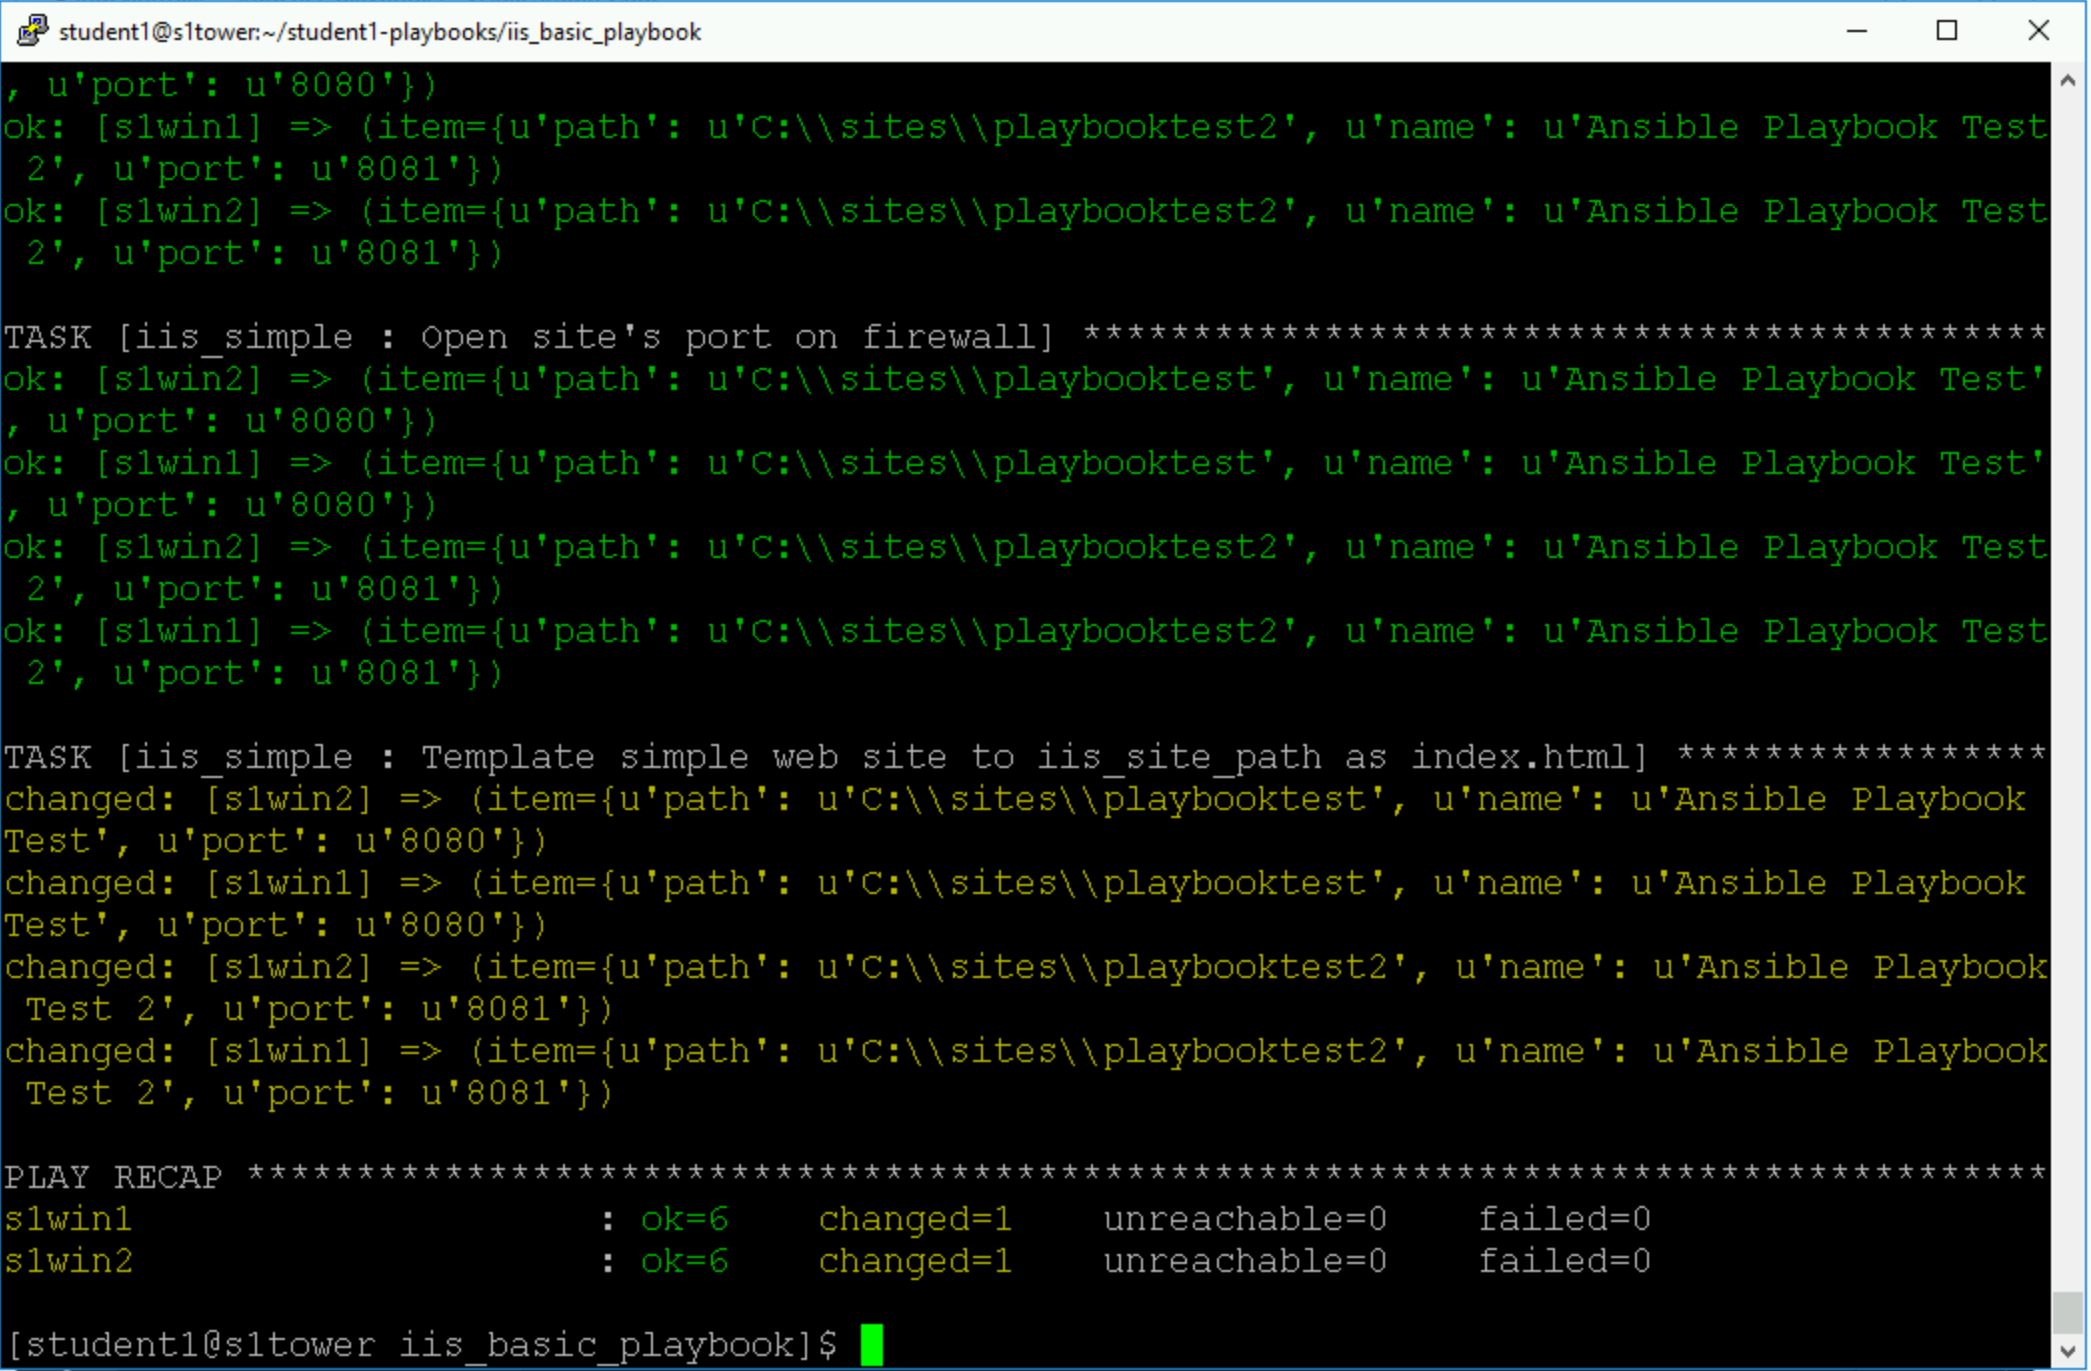 student1@s1tower:~/student1-playbooks/iis_basic_playbook
, u'port': u'8080'})
ok: [s1win1] => (item={u'path': u'C:\\sites\\playbooktest2', u'name': u'Ansible Playbook Test
 2', u'port': u'8081'})
ok: [s1win2] => (item={u'path': u'C:\\sites\\playbooktest2', u'name': u'Ansible Playbook Test
 2', u'port': u'8081'})
TASK [iis_simple : Open site's port on firewall] ********************************************
ok: [s1win2] => (item={u'path': u'C:\\sites\\playbooktest', u'name': u'Ansible Playbook Test'
, u'port': u'8080'})
ok: [s1win1] => (item={u'path': u'C:\\sites\\playbooktest', u'name': u'Ansible Playbook Test'
, u'port': u'8080'})
ok: [s1win2] => (item={u'path': u'C:\\sites\\playbooktest2', u'name': u'Ansible Playbook Test
 2', u'port': u'8081'})
ok: [s1win1] => (item={u'path': u'C:\\sites\\playbooktest2', u'name': u'Ansible Playbook Test
 2', u'port': u'8081'})
TASK [iis_simple : Template simple web site to iis_site_path as index.html] *****************
changed: [s1win2] => (item={u'path': u'C:\\sites\\playbooktest', u'name': u'Ansible Playbook
Test', u'port': u'8080'})
changed: [s1win1] => (item={u'path': u'C:\\sites\\playbooktest', u'name': u'Ansible Playbook
Test', u'port': u'8080'})
changed: [s1win2] => (item={u'path': u'C:\\sites\\playbooktest2', u'name': u'Ansible Playbook
 Test 2', u'port': u'8081'})
changed: [s1win1] => (item={u'path': u'C:\\sites\\playbooktest2', u'name': u'Ansible Playbook
 Test 2', u'port': u'8081'})
PLAY RECAP **********************************************************************************
s1win1                     : ok=6    changed=1    unreachable=0    failed=0
s1win2                     : ok=6    changed=1    unreachable=0    failed=0
[student1@s1tower iis_basic_playbook]$